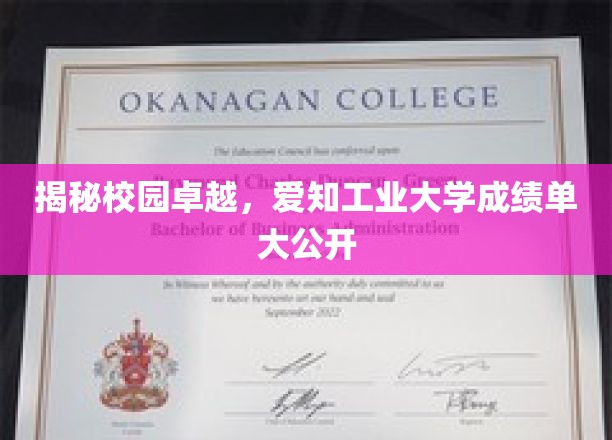 OKANAGAN COLLEGE
The Education Council has conferred upon
揭秘校园卓越，爱知工业大学成绩单
大公开
Bachelor of Business Administration
In Witness Whereof and by the authority duly committed to us
we have hereunto set our hand and seal
September 2022